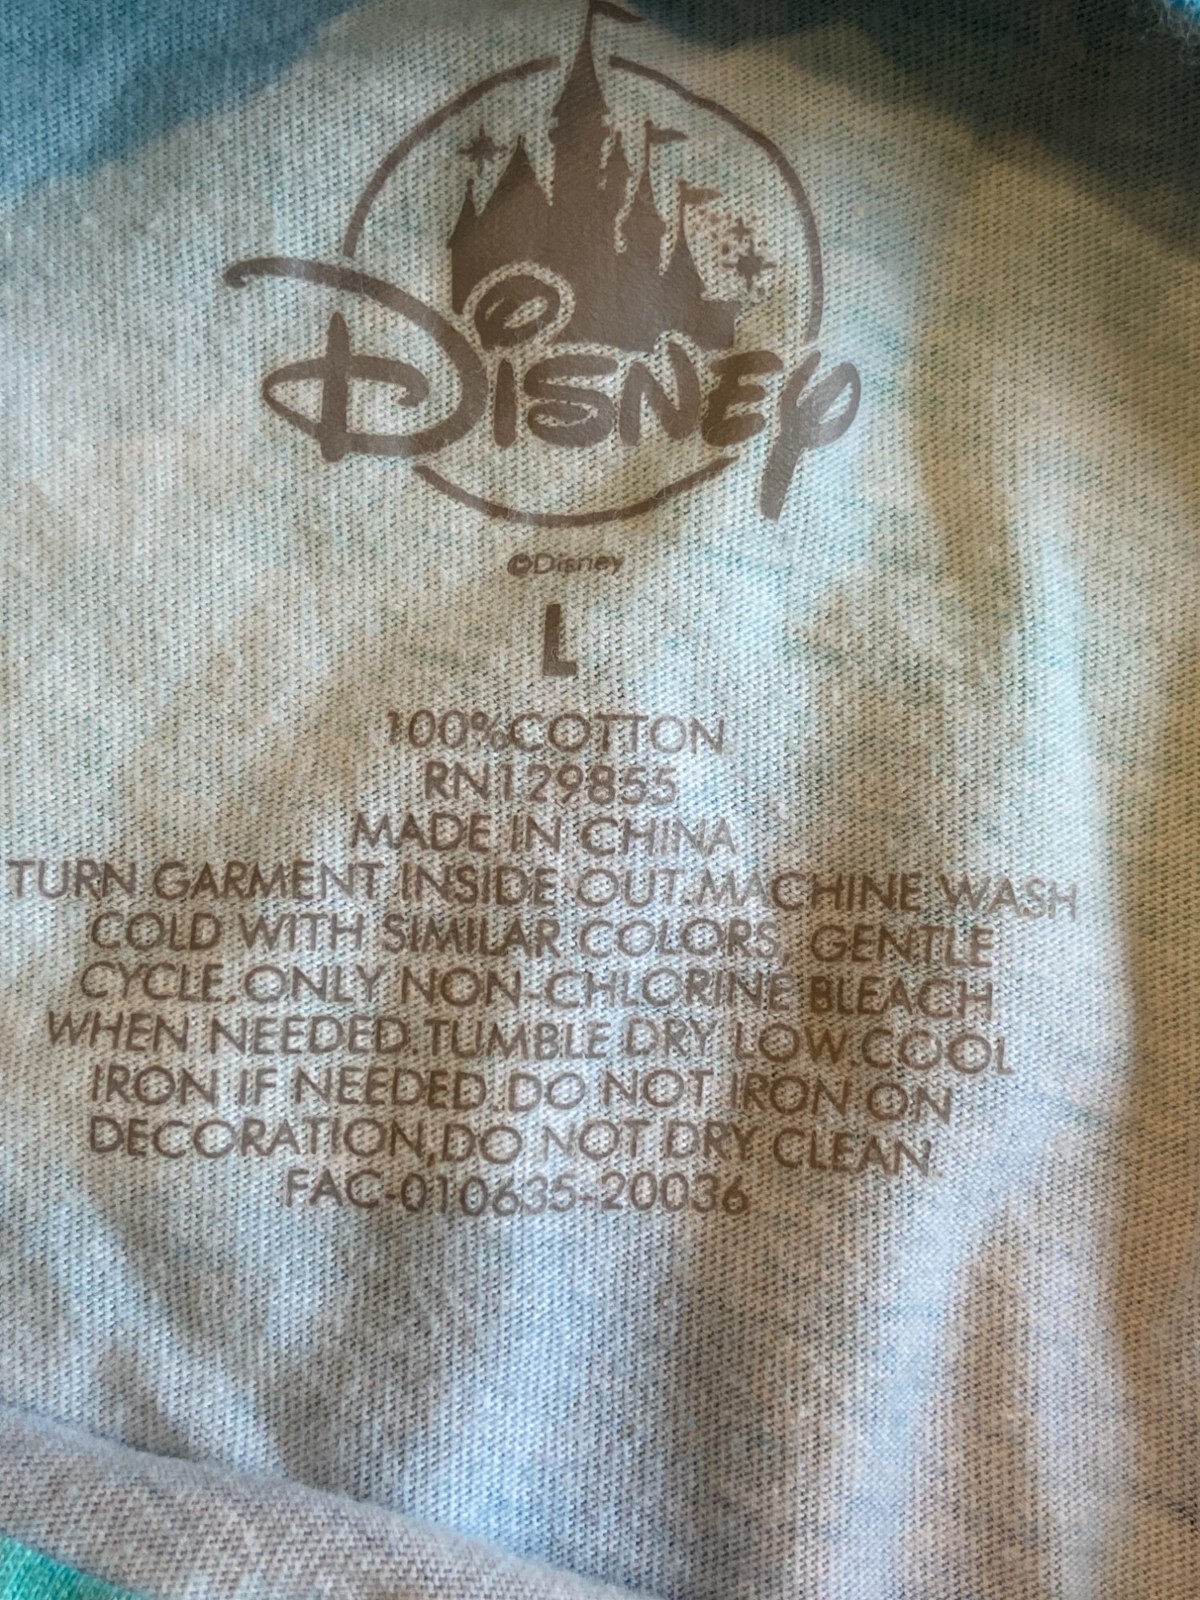 Disney
©Disney
L
100%COTTON
RN129855
MADE IN CHINA
TURN GARMENT INSIDE OUT.MACHINE WASH
COLD WITH SIMILAR COLORS, GENTLE
CYCLE.ONLY NON-CHLORINE BLEACH
WHEN NEEDED.TUMBLE DRY LOW.COOL
IRON IF NEEDED.DO NOT IRON ON
DECORATION,DO NOT DRY CLEAN.
FAC-010635-20036